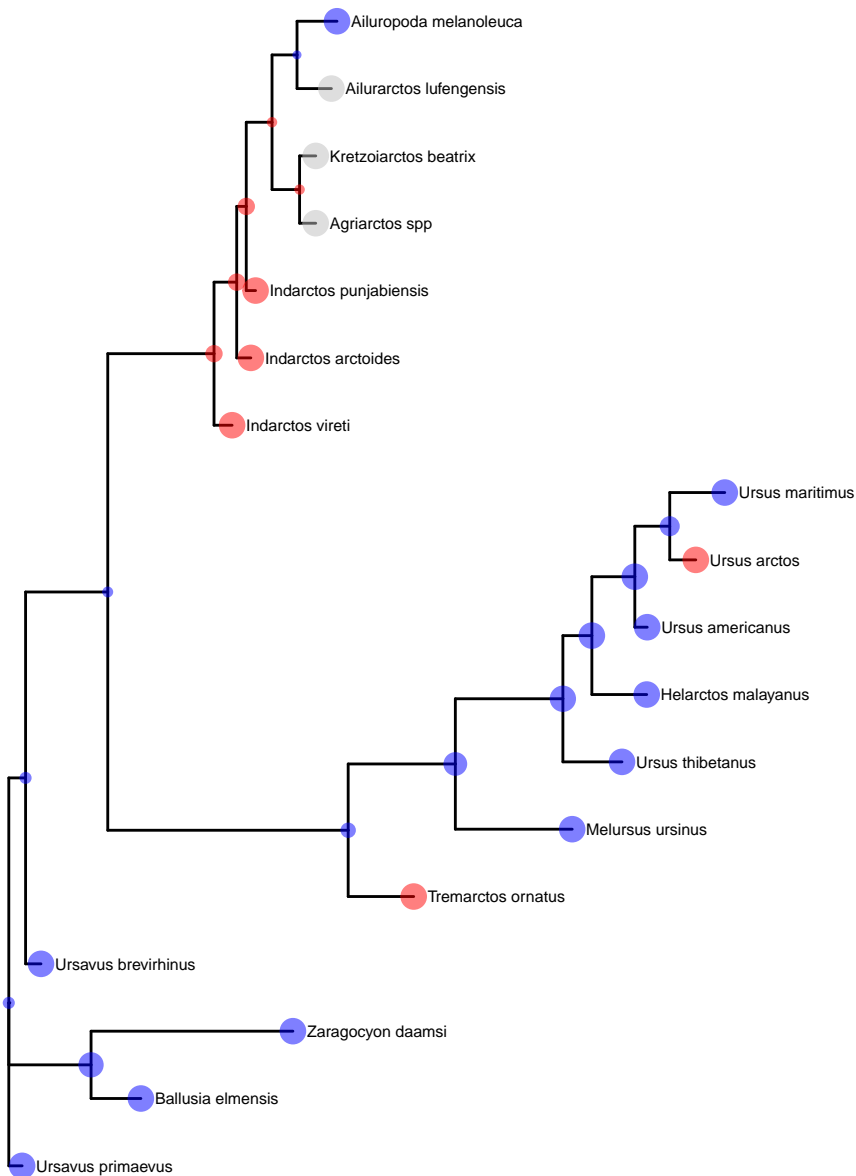 Ailuropoda melanoleuca
Ailurarctos lufengensis
Kretzoiarctos beatrix
Agriarctos spp
Indarctos punjabiensis
Indarctos arctoides
Indarctos vireti
Ursus maritimus
Ursus arctos
Ursus americanus
Helarctos malayanus
Ursus thibetanus
Melursus ursinus
Tremarctos ornatus
Ursavus brevirhinus
Zaragocyon daamsi
Ballusia elmensis
Ursavus primaevus